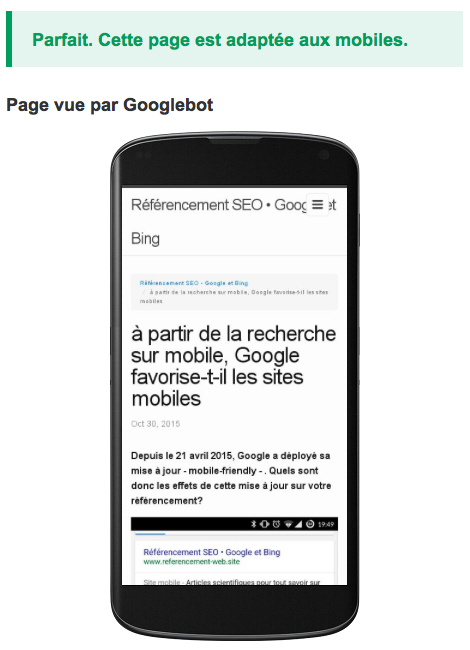 Parfait. Cette page est adaptée aux mobiles.
Page vue par Googlebot
Référencement SEO • Goog et
Bing
Référencement SEO - Google et Bing
/ à partir de la recherche sur mobile, Google favorise-t-il les sites
mobiles
à partir de la recherche
sur mobile, Google
favorise-t-il les sites
mobiles
Oct 30, 2015
Depuis le 21 avril 2015, Google a déployé sa
mise à jour - mobile-friendly - . Quels sont
donc les effets de cette mise à jour sur votre
référencement?
19:49
Référencement SEO • Google et Bing
www.referencement-web.site
Site mobile - Articles scientifiques pour tout savoir sur